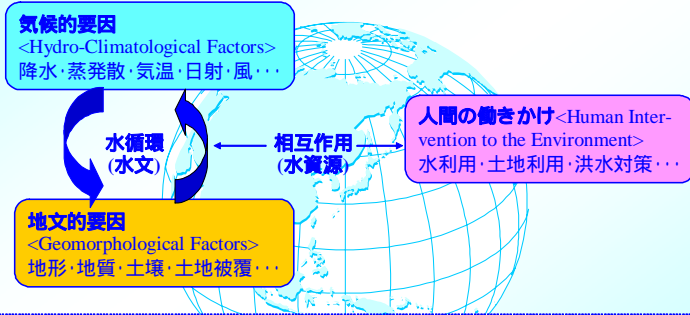 気候的要因
<Hydro-Climatological Factors>
降水·蒸発散·気温·日射·風···
水循環
(水文)
相互作用
(水資源)
人間の働きかけ<Human Inter-
vention to the Environment>
水利用·土地利用·洪水対策···
地文的要因
<Geomorphological Factors>
地形·地質·土壌·土地被覆···